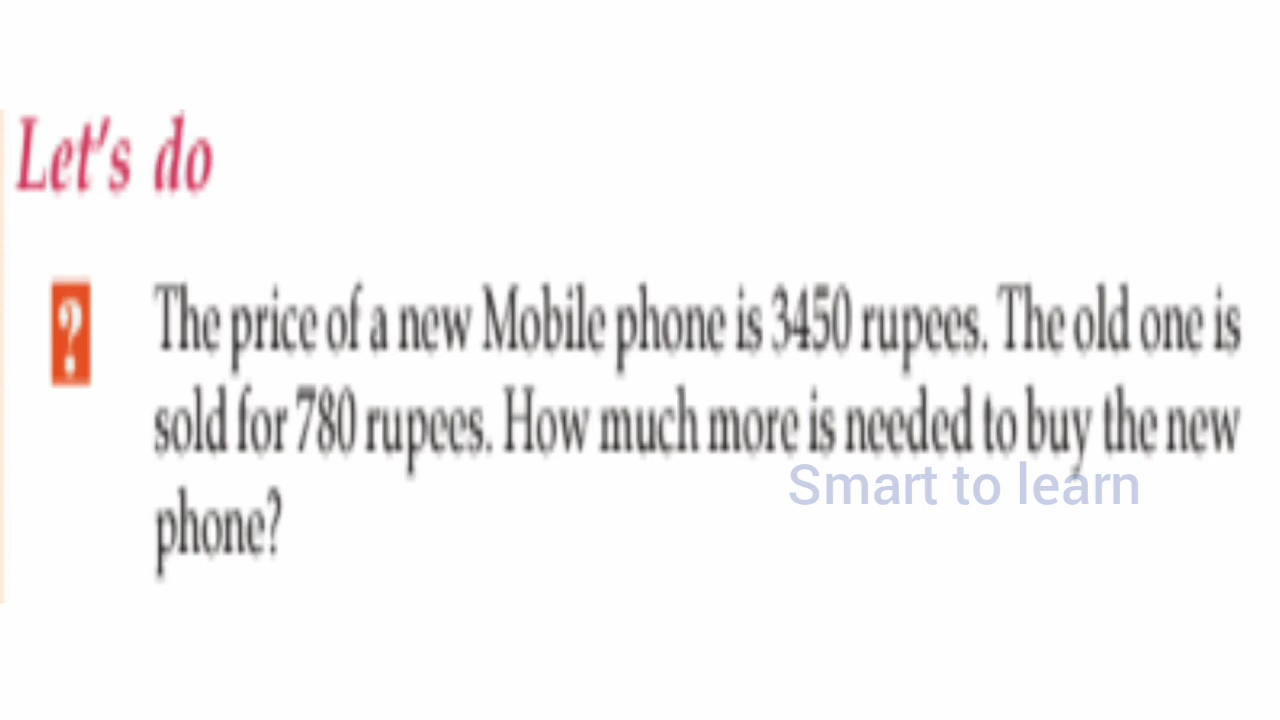 Let's do
? The price of a new Mobile phone is 3450 rupees. The old one is
sold for 780 rupees. How much more is needed to buy the new
Smart to learn
phone?